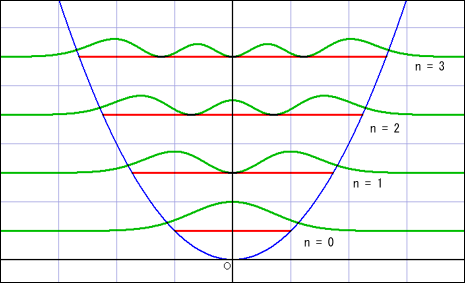 n = 3
n = 2
n = 1
n = 0
O